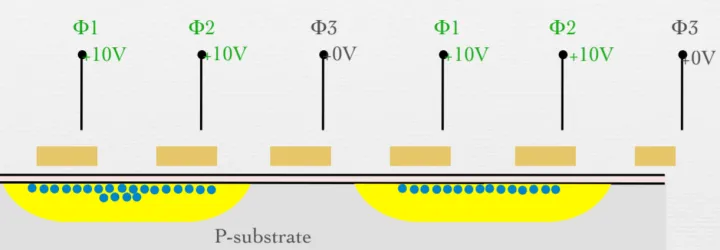 Φ1 Φ2 Φ3 Φ1 Φ2 Φ3
+10V +10V +0V +10V +10V +0V
P-substrate